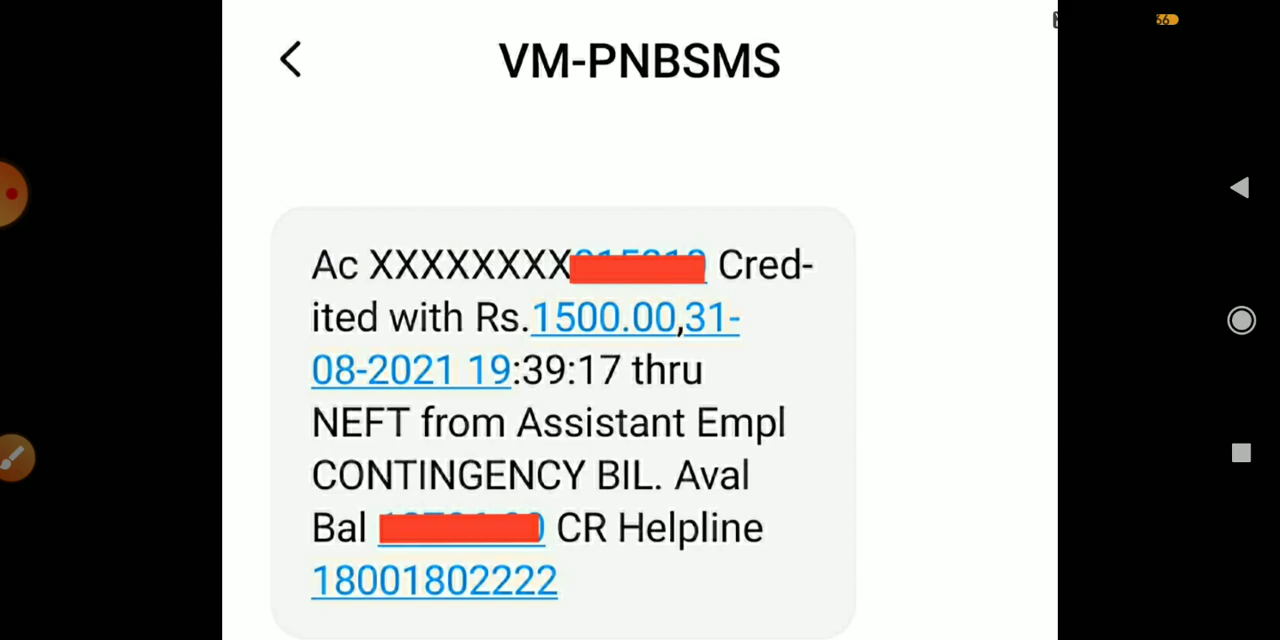 66
VM-PNBSMS
Ac XXXXXXXX Cred-
ited with Rs.1500.00,31-
08-2021 19:39:17 thru
NEFT from Assistant Empl
CONTINGENCY BIL. Aval
Bal CR Helpline
18001802222